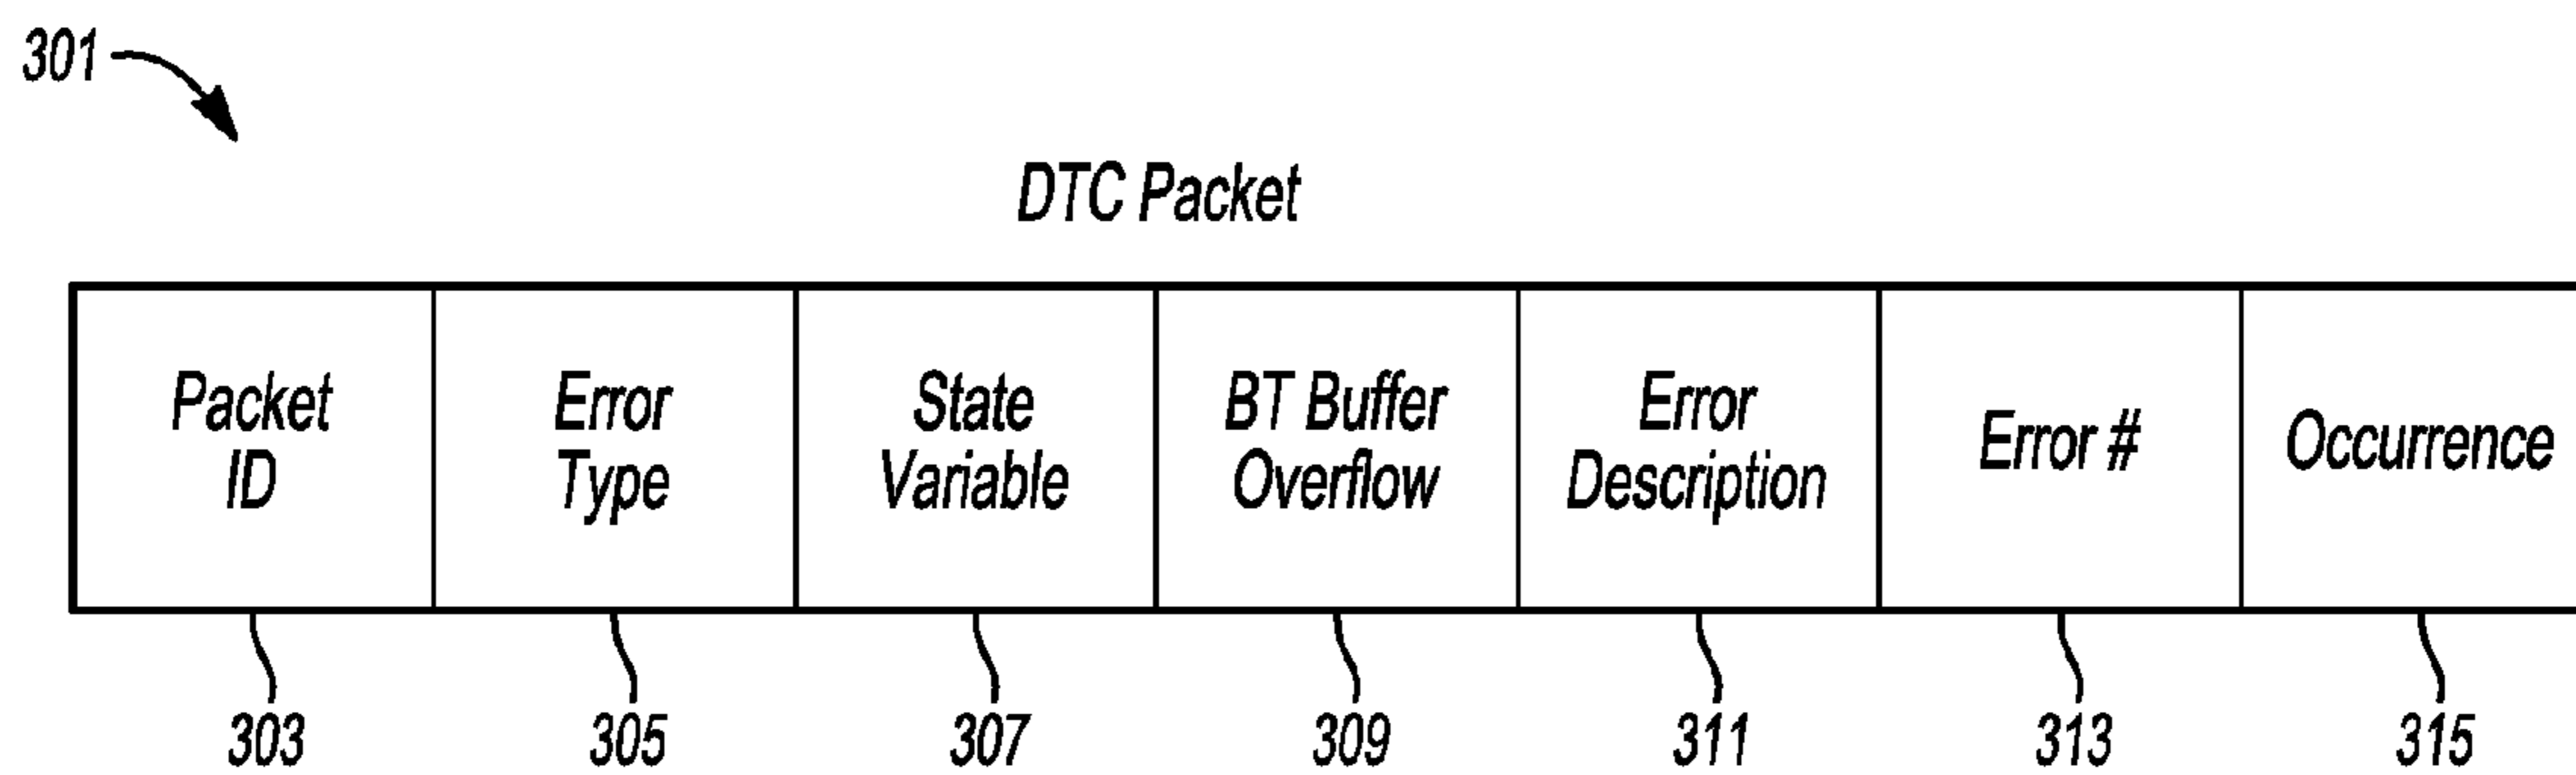 301
DTC Packet
Packet
ID
Error
Type
State
Variable
BT Buffer
Overflow
Error
Description
Error #
Occurrence
303
305
307
309
311
313
315